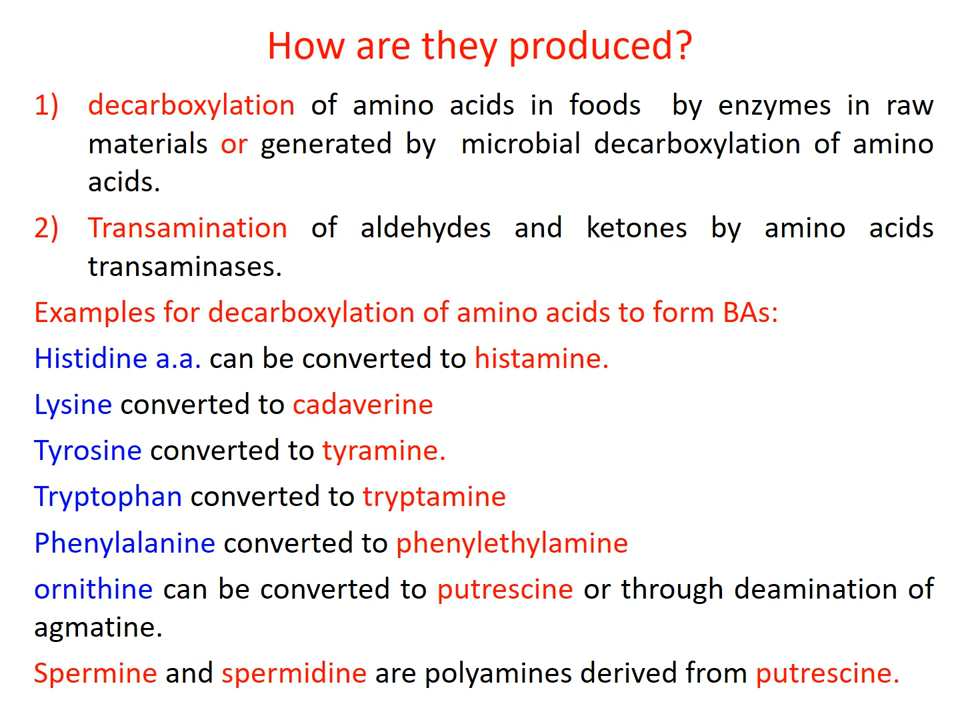 How are they produced?
1) decarboxylation of amino acids in foods by enzymes in raw
materials or generated by microbial decarboxylation of amino
acids.
2) Transamination of aldehydes and ketones by amino acids
transaminases.
Examples for decarboxylation of amino acids to form BAs:
Histidine a.a. can be converted to histamine.
Lysine converted to cadaverine
Tyrosine converted to tyramine.
Tryptophan converted to tryptamine
Phenylalanine converted to phenylethylamine
ornithine can be converted to putrescine or through deamination of
agmatine.
Spermine and spermidine are polyamines derived from putrescine.